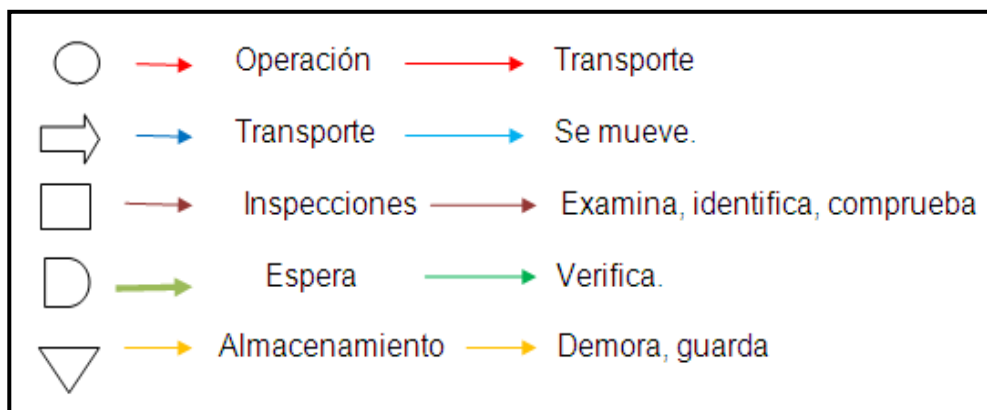 Operación Transporte
Transporte Se mueve.
Inspecciones Examina, identifica, comprueba
Espera Verifica.
Almacenamiento Demora, guarda